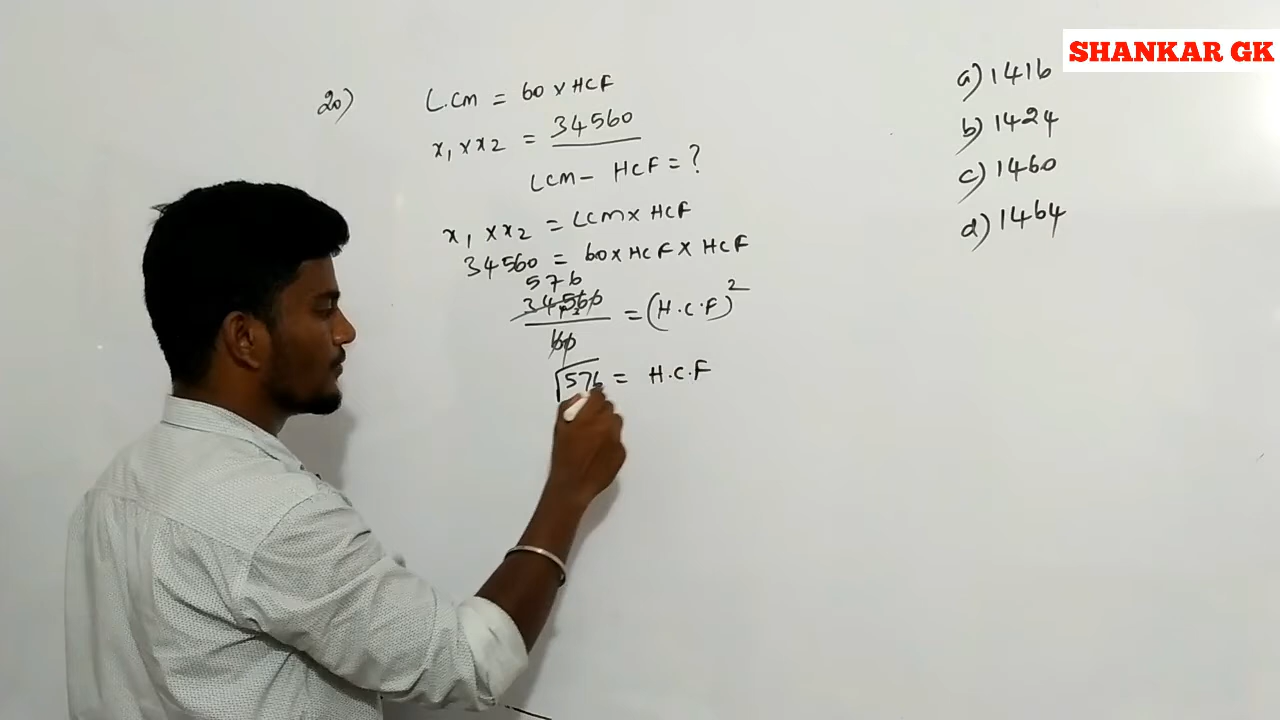 SHANKAR GK
20)
L.CM = 60 x HCF
x₁ x x₂ = 34560
LCM - HCF = ?
x₁ x x₂ = LCM x HCF
34560 = 60 x HCF x HCF
576
34560 / 60 = (H.C.F)²
√576 = H.C.F
a) 1416
b) 1424
c) 1460
d) 1464